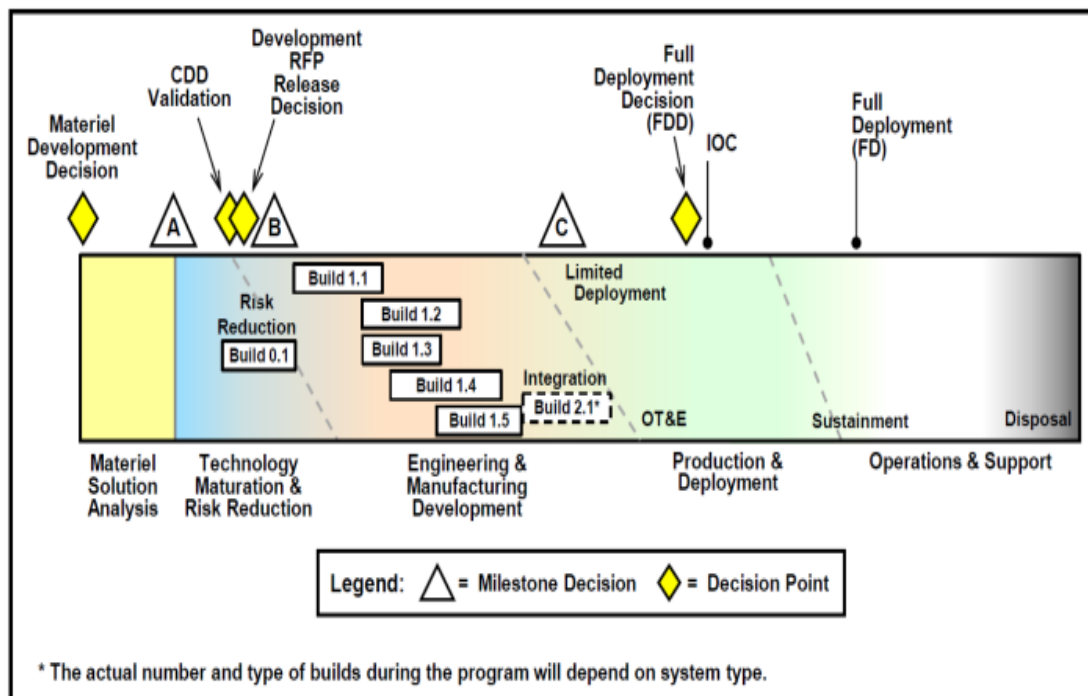 Materiel
Development
Decision
CDD
Validation
Development
RFP
Release
Decision
Full
Deployment
Decision
(FDD)
IOC
Full
Deployment
(FD)
A
B
C
Build 1.1
Limited
Deployment
Risk
Reduction
Build 0.1
Build 1.2
Build 1.3
Build 1.4
Integration
Build 2.1*
Build 1.5
OT&E
Sustainment
Disposal
Materiel
Solution
Analysis
Technology
Maturation &
Risk Reduction
Engineering &
Manufacturing
Development
Production &
Deployment
Operations & Support
Legend:
= Milestone Decision
= Decision Point
* The actual number and type of builds during the program will depend on system type.